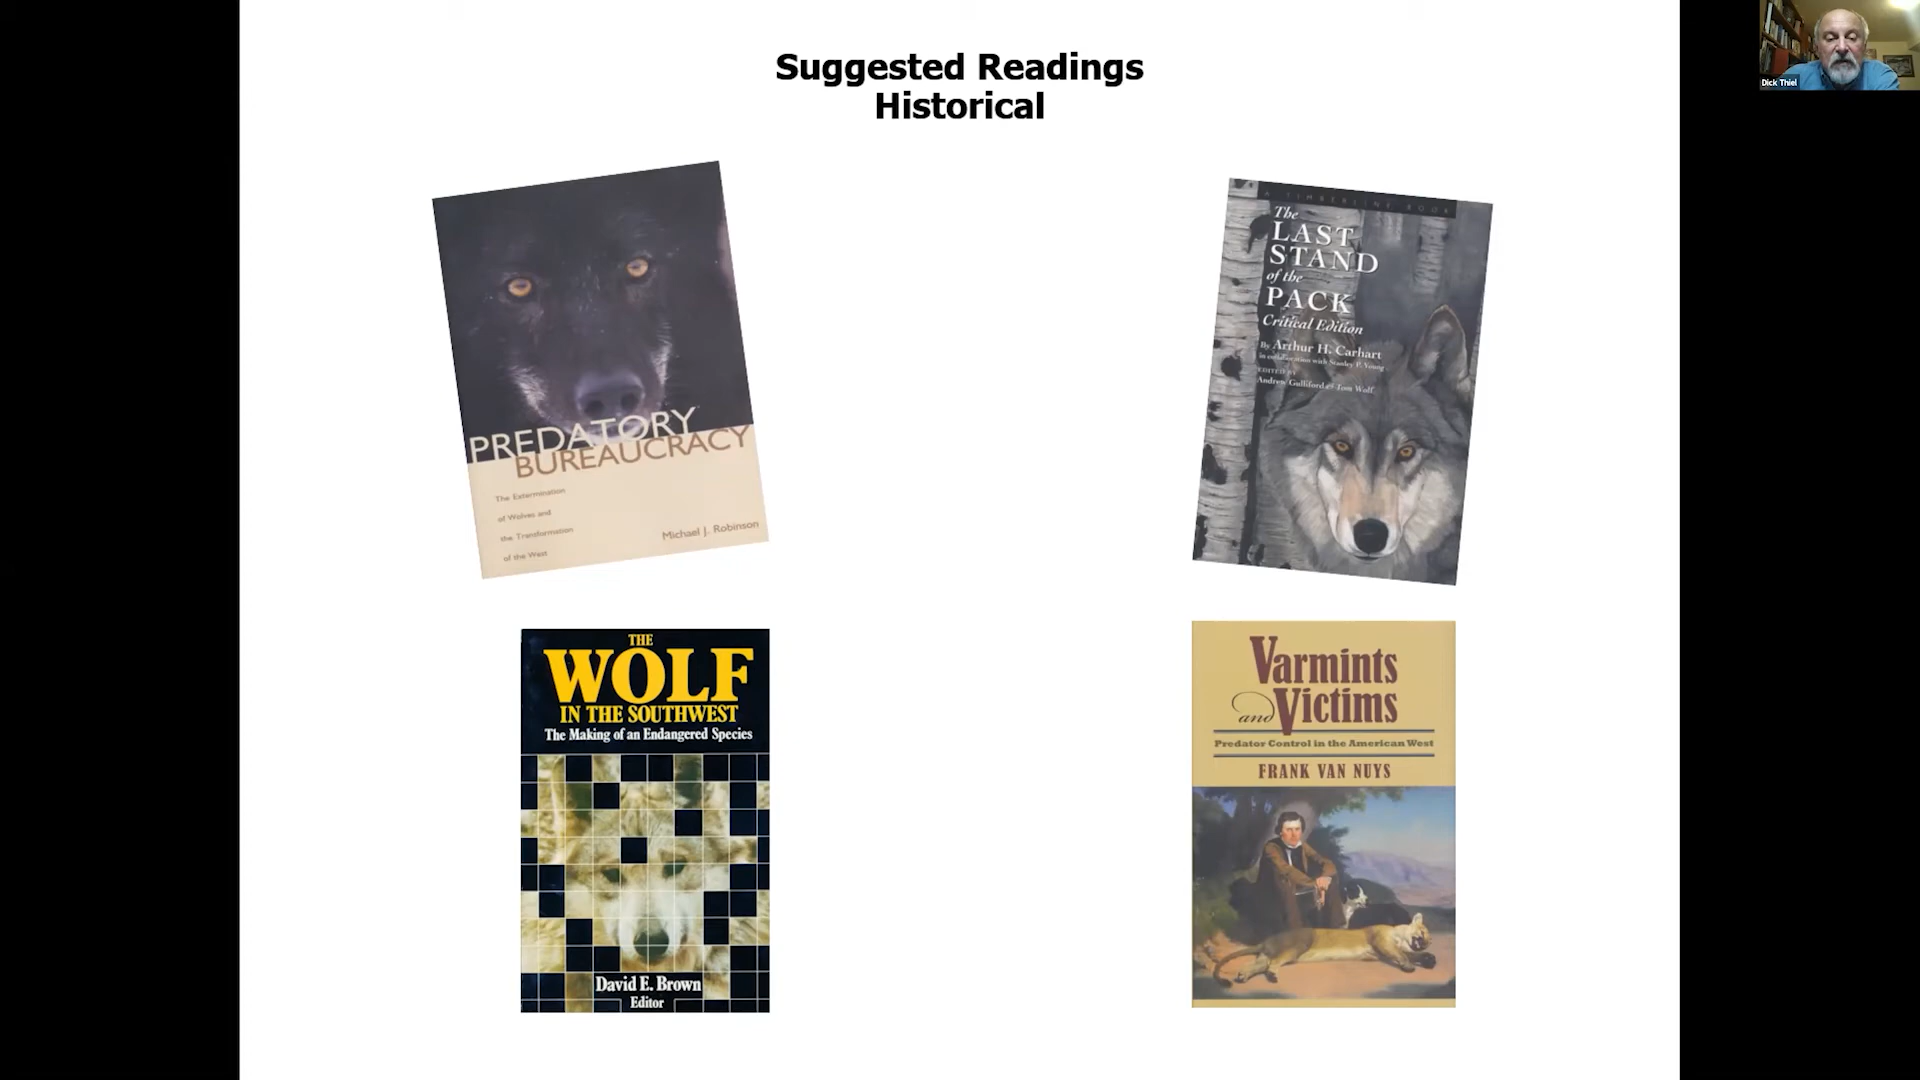 Suggested Readings
Historical
Dick Thiel
PREDATORY
BUREAUCRACY
The Extermination
of Wolves and
the Transformation
of the West
Michael J. Robinson
A TIMBERLINE BOOK
The
LAST
STAND
of the
PACK
Critical Edition
By Arthur H. Carhart
in collaboration with Stanley P. Young
EDITED BY
Andrew Gulliford & Tom Wolf
THE
WOLF
IN THE SOUTHWEST
The Making of an Endangered Species
David E. Brown
Editor
Varmints
and Victims
Predator Control in the American West
FRANK VAN NUYS